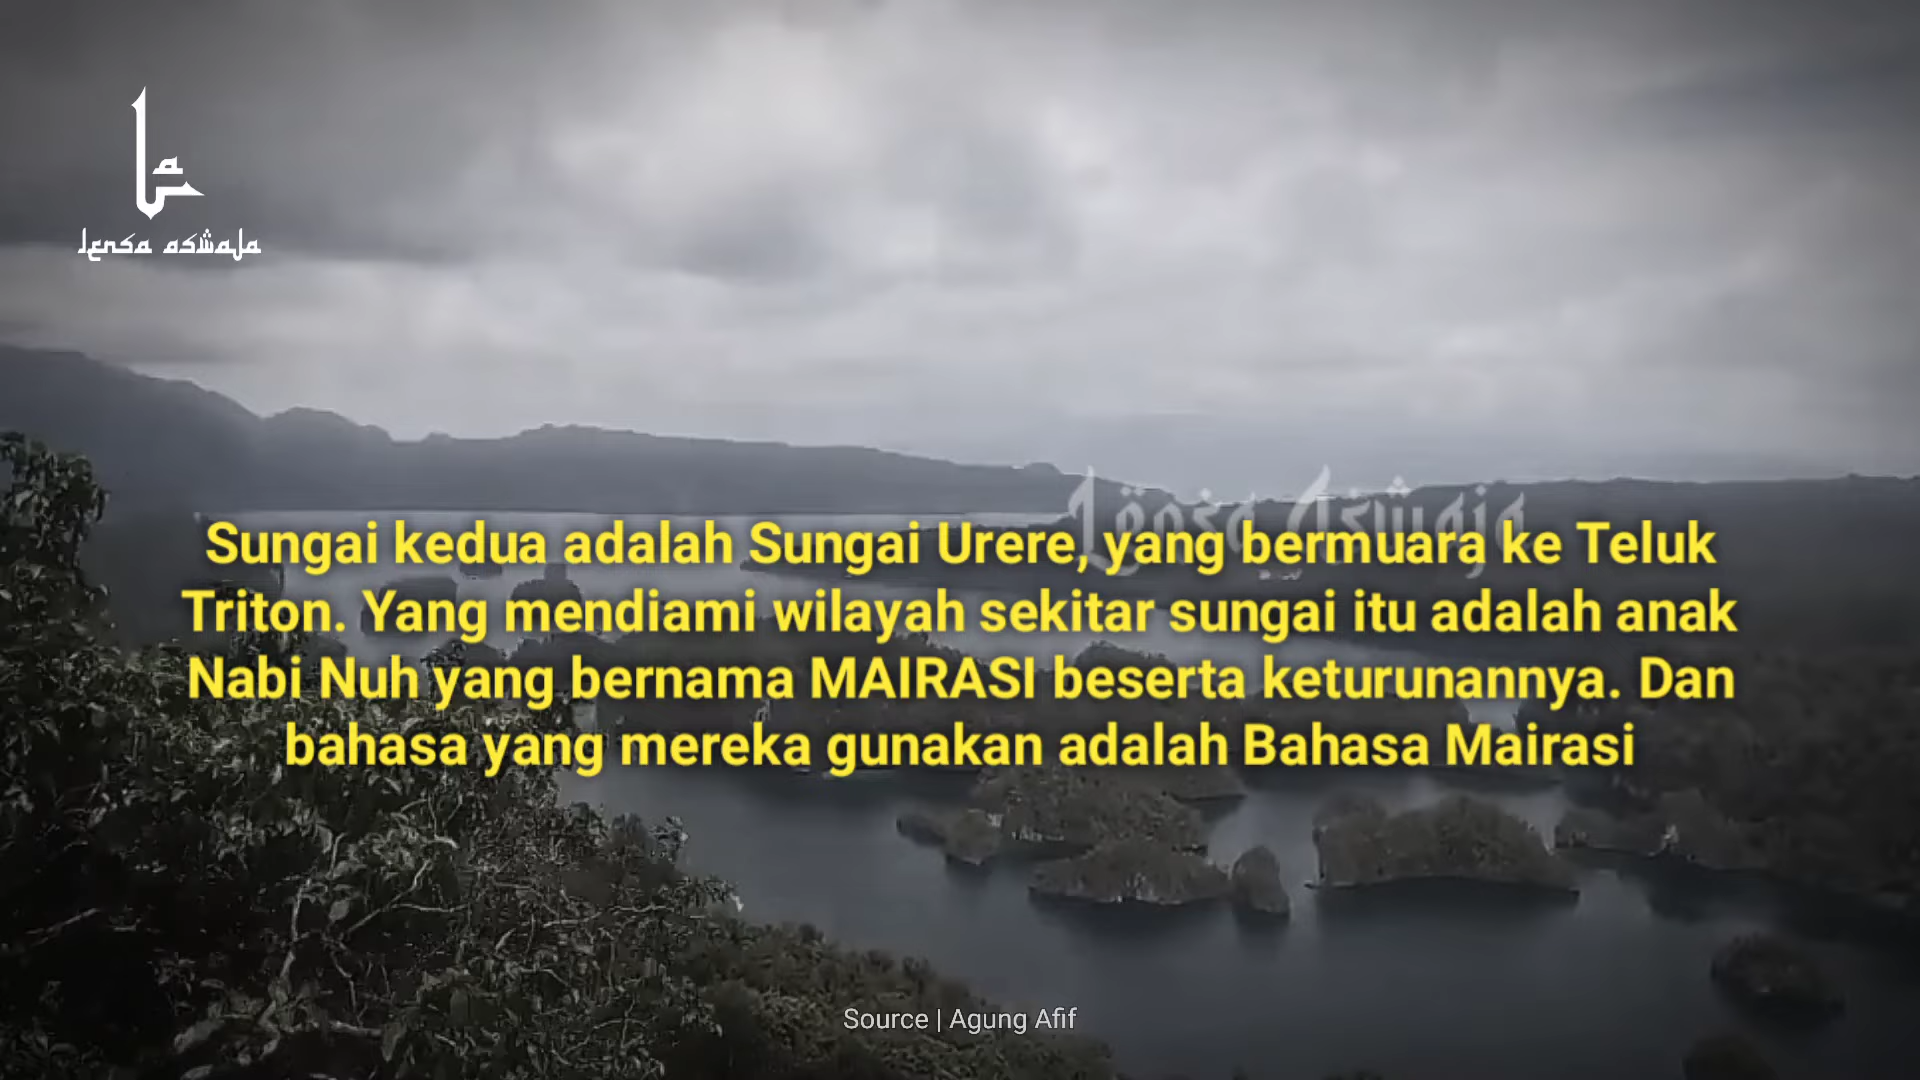 lensa aswaja
Lensa Aswaja
Sungai kedua adalah Sungai Urere, yang bermuara ke Teluk
Triton. Yang mendiami wilayah sekitar sungai itu adalah anak
Nabi Nuh yang bernama MAIRASI beserta keturunannya. Dan
bahasa yang mereka gunakan adalah Bahasa Mairasi
Source | Agung Afif